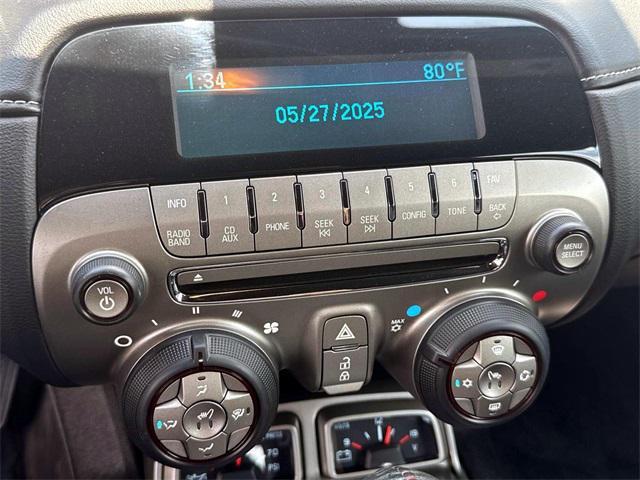 1:34 80°F
05/27/2025
INFO 1 2 3 4 5 6 FAV
RADIO BAND CD AUX PHONE SEEK SEEK CONFIG TONE BACK
VOL
MENU SELECT
MAX